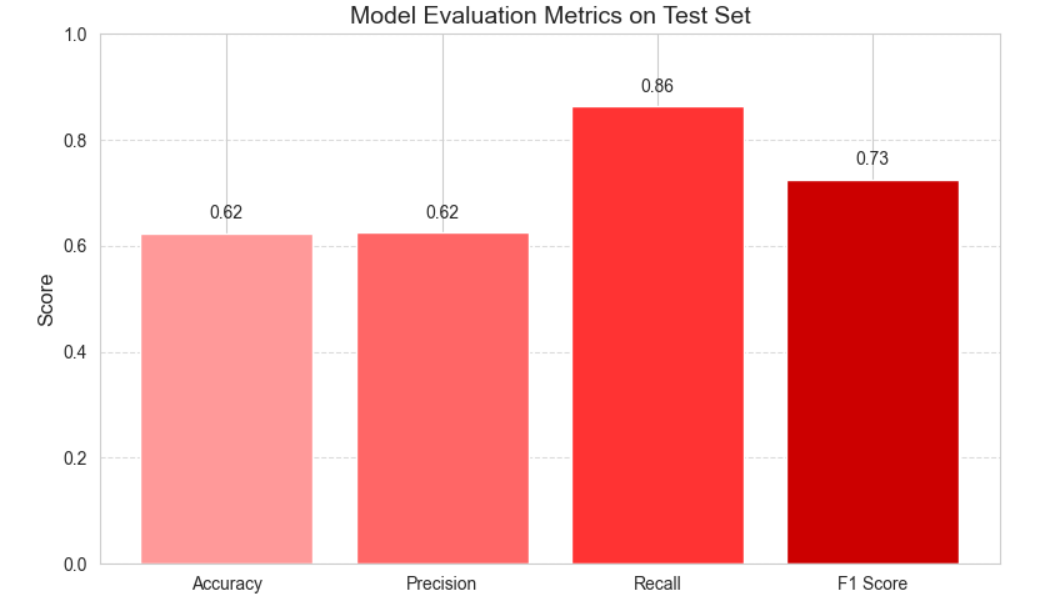 Model Evaluation Metrics on Test Set
1.0
0.8
0.6
0.4
0.2
0.0
Score
0.62
0.62
0.86
0.73
Accuracy
Precision
Recall
F1 Score